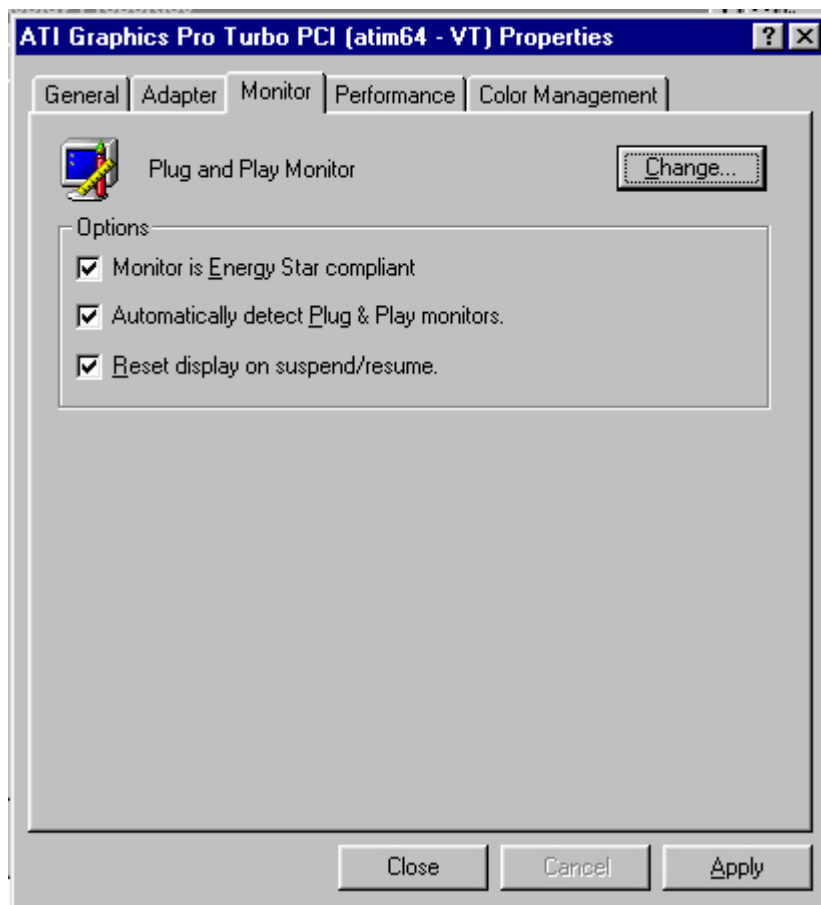 ATI Graphics Pro Turbo PCI (atim64 - VT) Properties
General Adapter Monitor Performance Color Management
Plug and Play Monitor Change...
Options
Monitor is Energy Star compliant
Automatically detect Plug & Play monitors.
Reset display on suspend/resume.
Close Cancel Apply